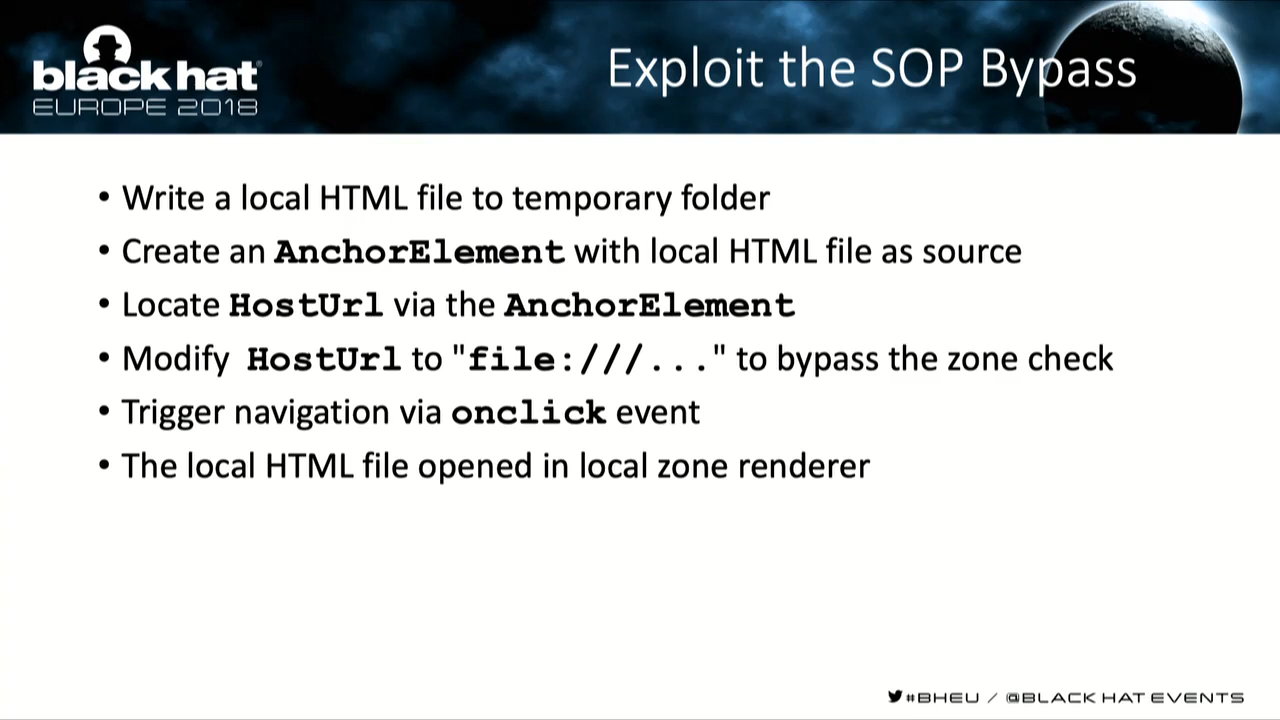 black hat®
EUROPE 2018
Exploit the SOP Bypass
• Write a local HTML file to temporary folder
• Create an AnchorElement with local HTML file as source
• Locate HostUrl via the AnchorElement
• Modify HostUrl to "file:///..." to bypass the zone check
• Trigger navigation via onclick event
• The local HTML file opened in local zone renderer
#BHEU / @BLACK HAT EVENTS